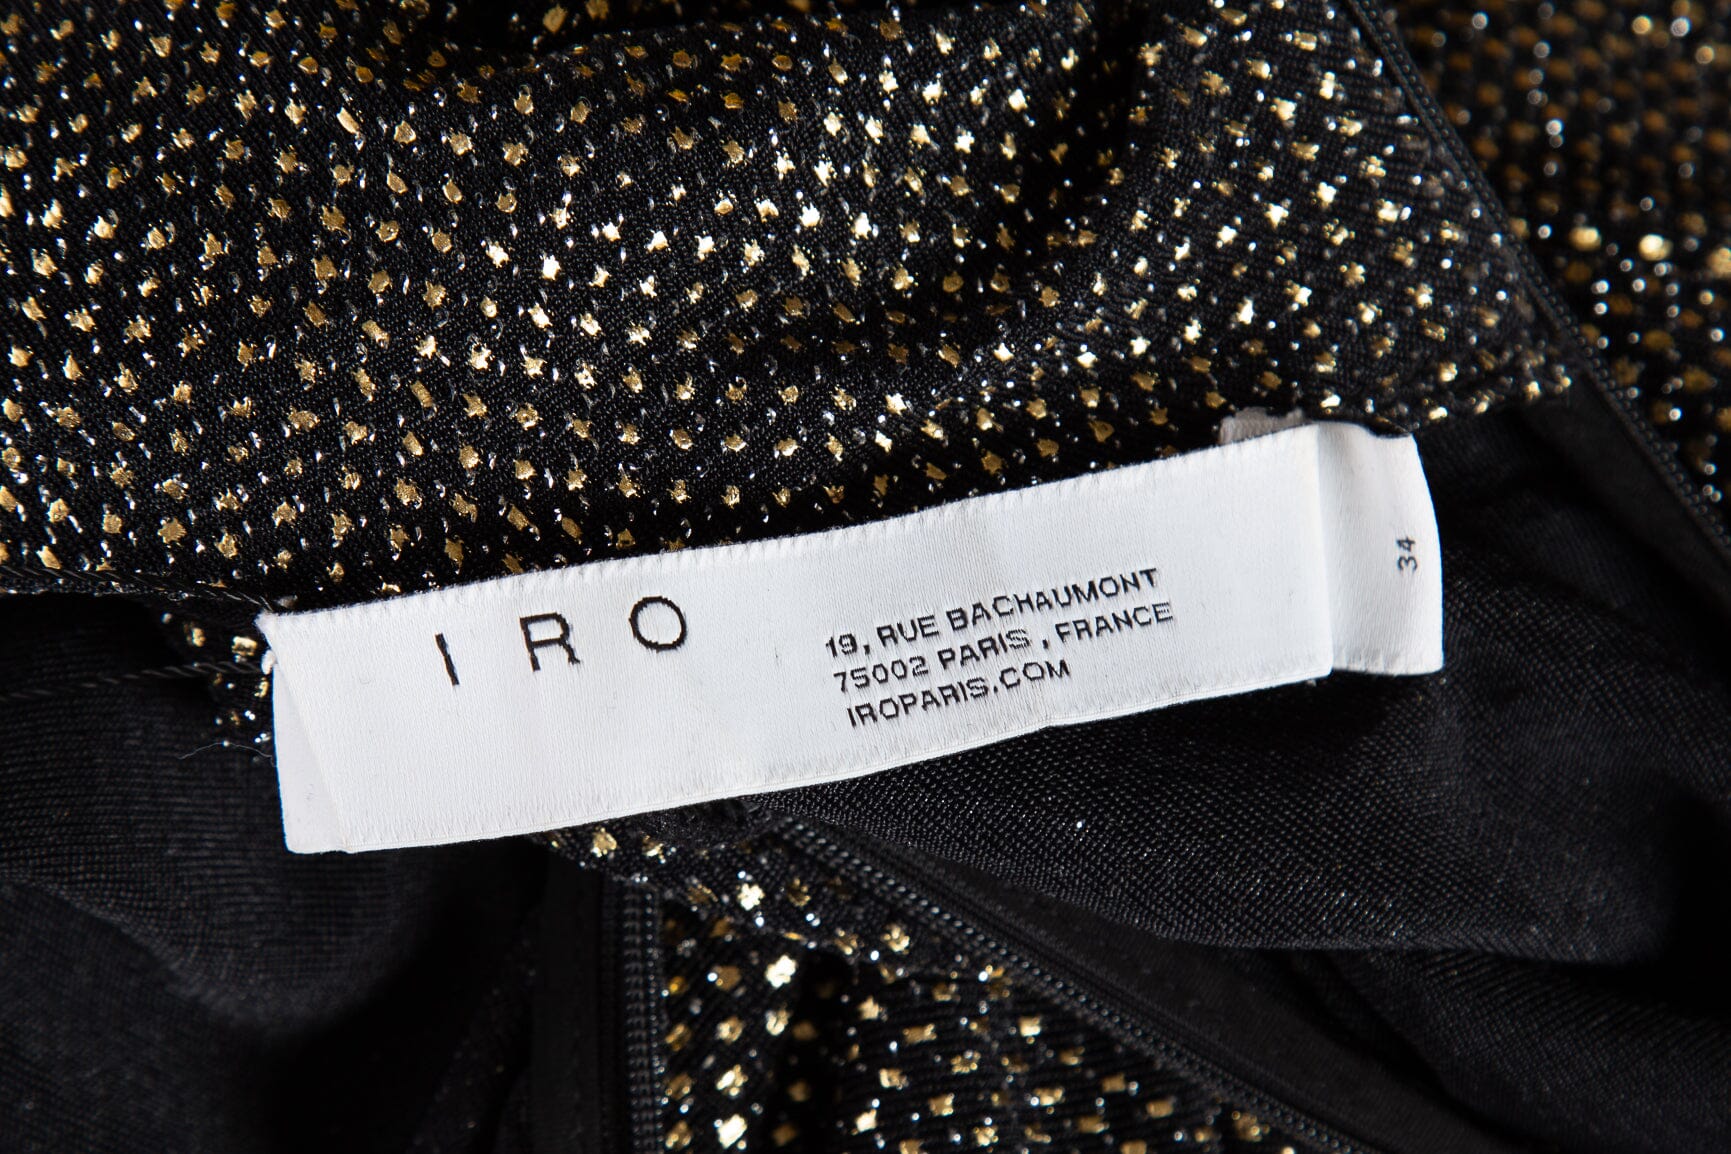 IRO
19, RUE BACHAUMONT
75002 PARIS , FRANCE
IROPARIS.COM
34